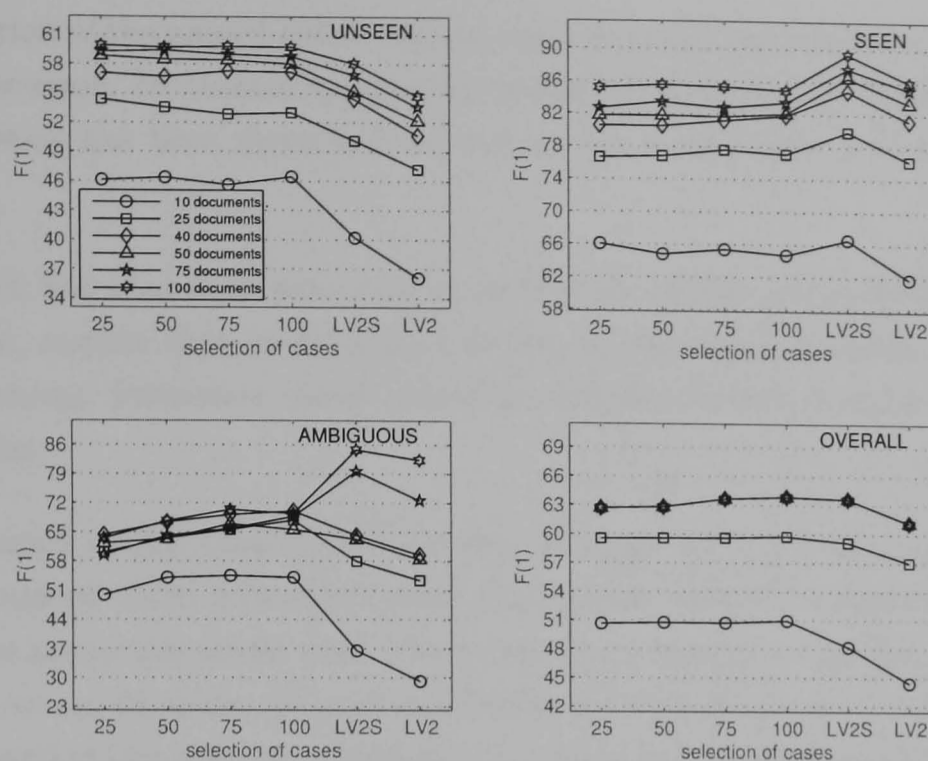 UNSEEN
61
58
55
52
49
46
43
40
37
34
F(1)
10 documents
25 documents
40 documents
50 documents
75 documents
100 documents
25 50 75 100 LV2S LV2
selection of cases
SEEN
90
86
82
78
74
70
66
62
58
F(1)
25 50 75 100 LV2S LV2
selection of cases
AMBIGUOUS
86
79
72
65
58
51
44
37
30
23
F(1)
25 50 75 100 LV2S LV2
selection of cases
OVERALL
69
66
63
60
57
54
51
48
45
42
F(1)
25 50 75 100 LV2S LV2
selection of cases